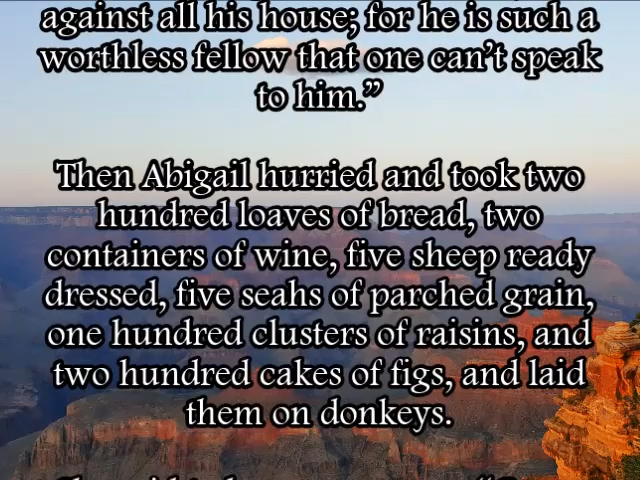 against all his house; for he is such a
worthless fellow that one can’t speak
to him.”
Then Abigail hurried and took two
hundred loaves of bread, two
containers of wine, five sheep ready
dressed, five seahs of parched grain,
one hundred clusters of raisins, and
two hundred cakes of figs, and laid
them on donkeys.